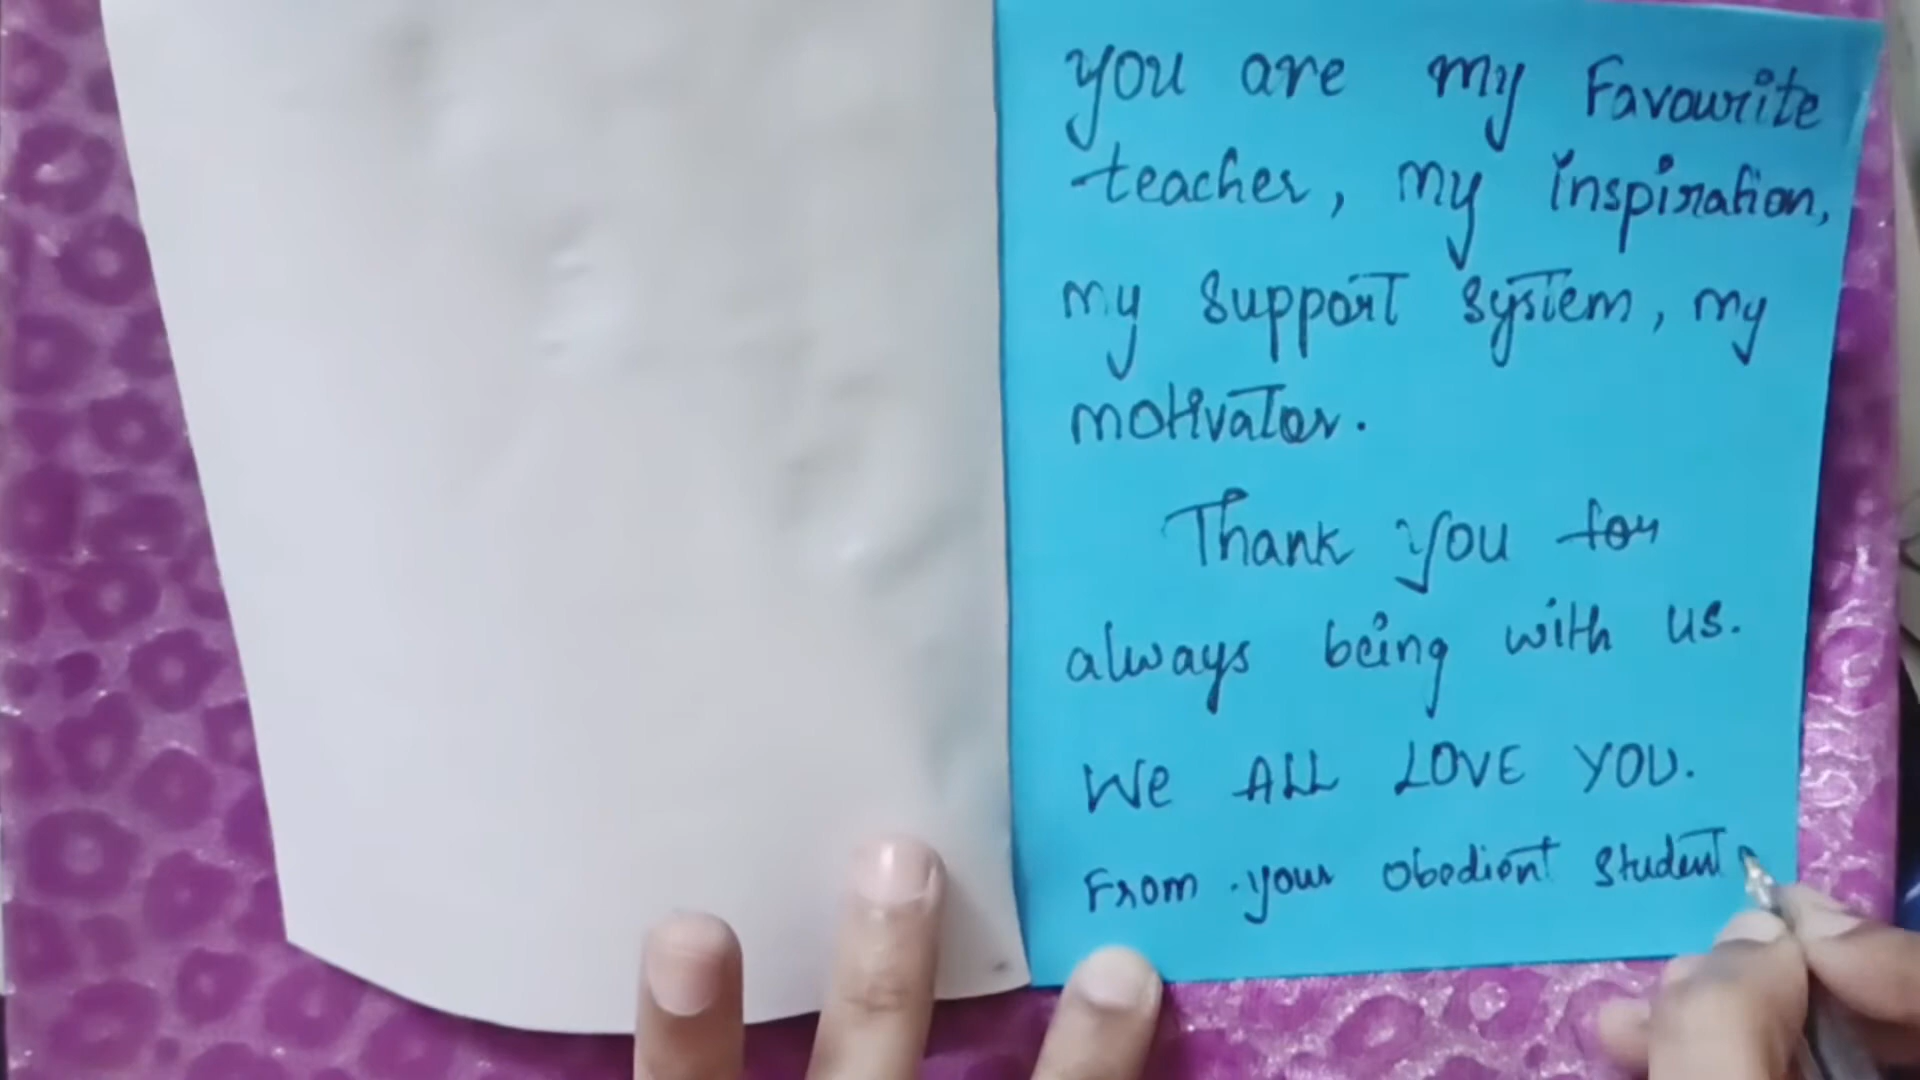 you are my Favourite
teacher, my inspiration,
my support system, my
motivator.
Thank you for
always being with us.
We ALL LOVE YOU.
From your obedient student